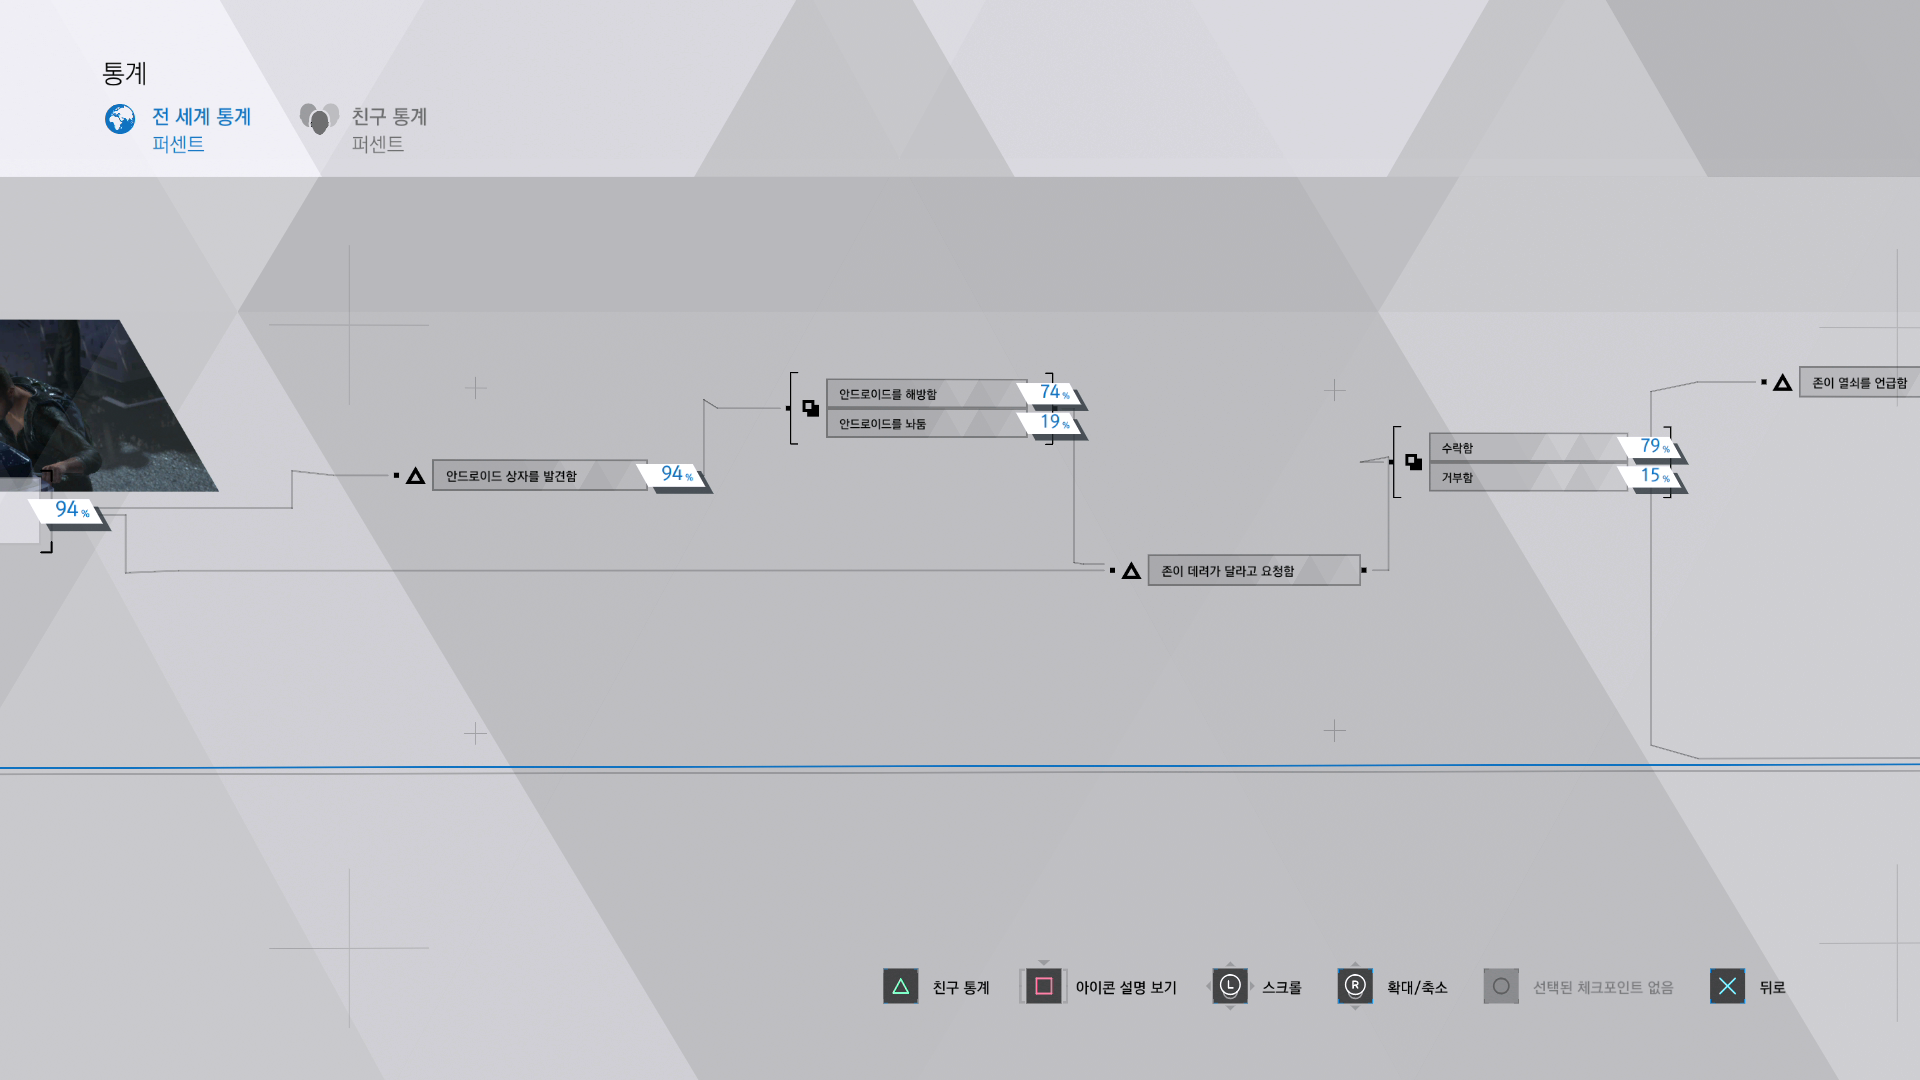 통계
전 세계 통계
퍼센트
친구 통계
퍼센트
94%
안드로이드 상자를 발견함
94%
안드로이드를 해방함
74%
안드로이드를 놔둠
19%
존이 데려가 달라고 요청함
수락함
79%
거부함
15%
존이 열쇠를 언급함
친구 통계
아이콘 설명 보기
L
스크롤
R
확대/축소
선택된 체크포인트 없음
뒤로